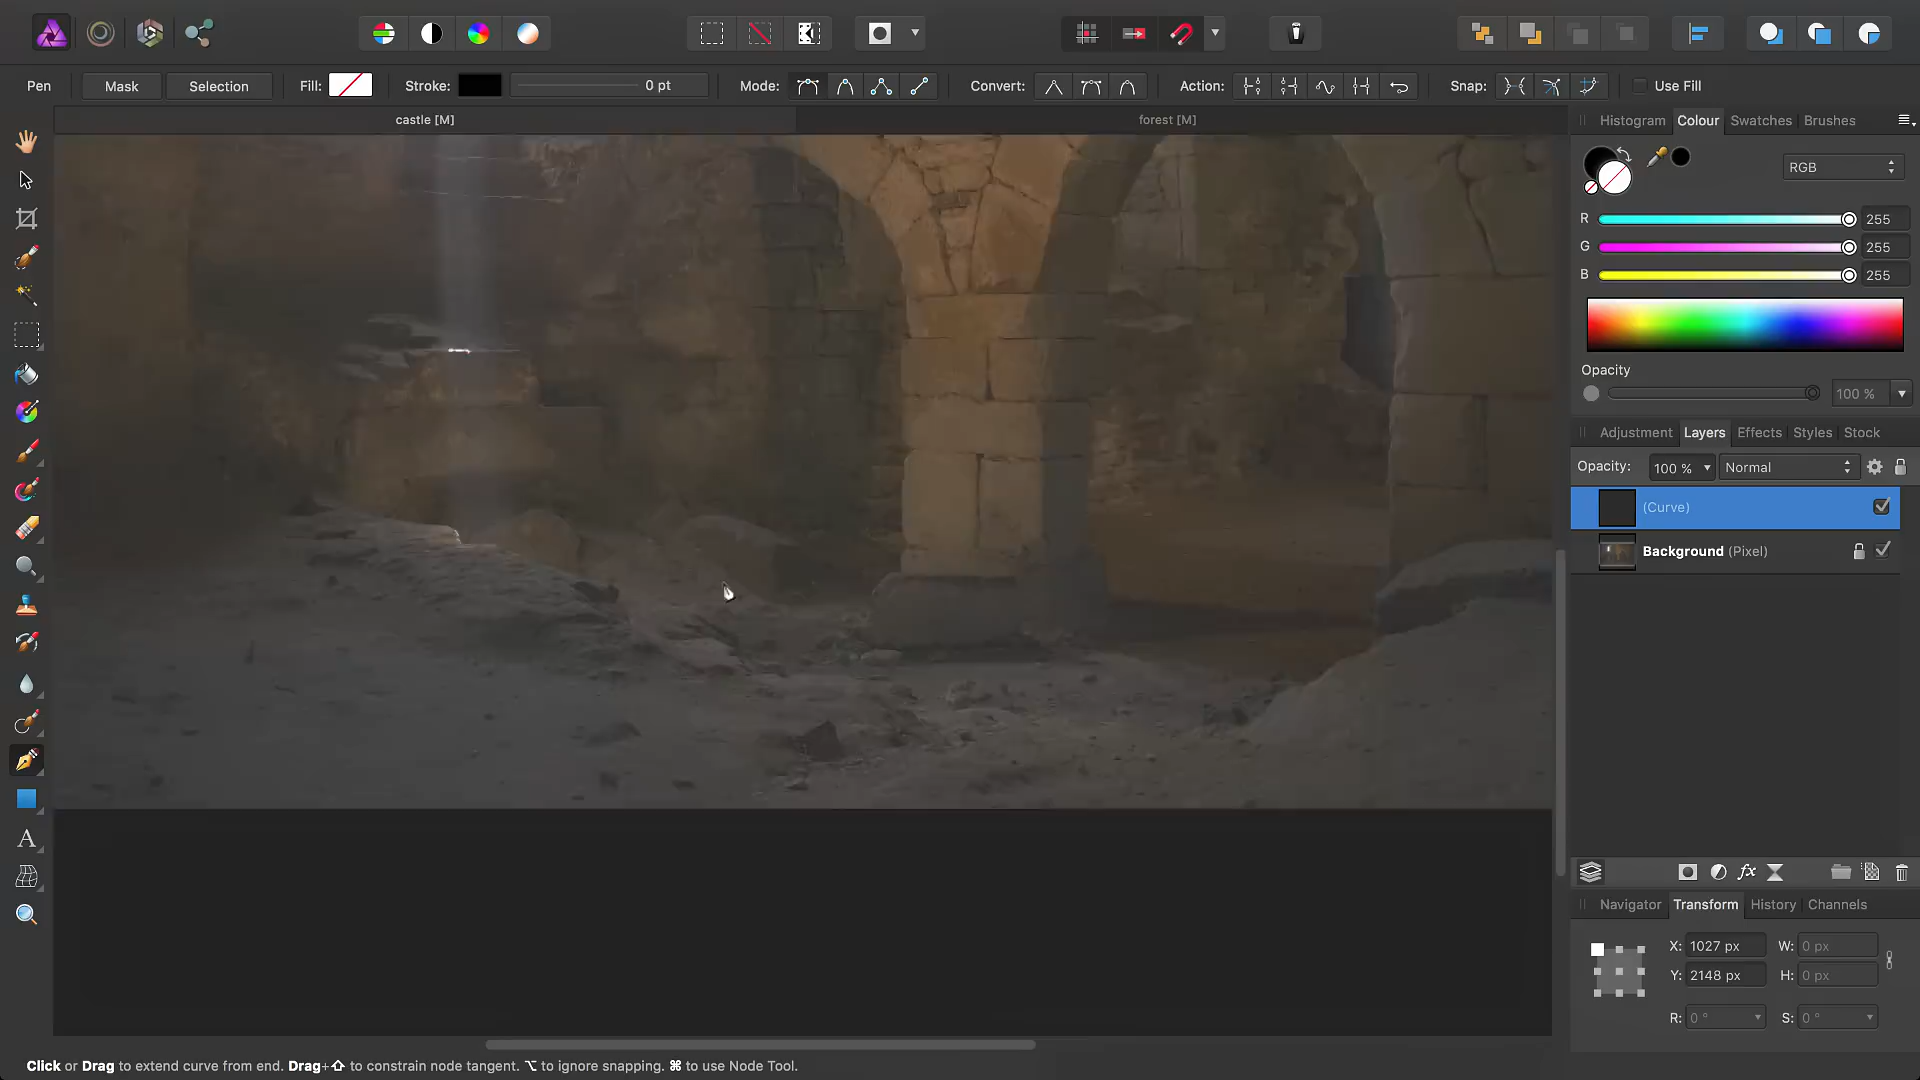 Pen
Mask
Selection
Fill:
Stroke:
0 pt
Mode:
Convert:
Action:
Snap:
Use Fill
castle [M]
forest [M]
Histogram
Colour
Swatches
Brushes
RGB
R
255
G
255
B
255
Opacity
100 %
Adjustment
Layers
Effects
Styles
Stock
Opacity:
100 %
Normal
(Curve)
Background (Pixel)
fx
Navigator
Transform
History
Channels
X: 1027 px
W: 0 px
Y: 2148 px
H: 0 px
R: 0 °
S: 0 °
A
Click or Drag to extend curve from end. Drag+⇧ to constrain node tangent. ⌥ to ignore snapping. ⌘ to use Node Tool.